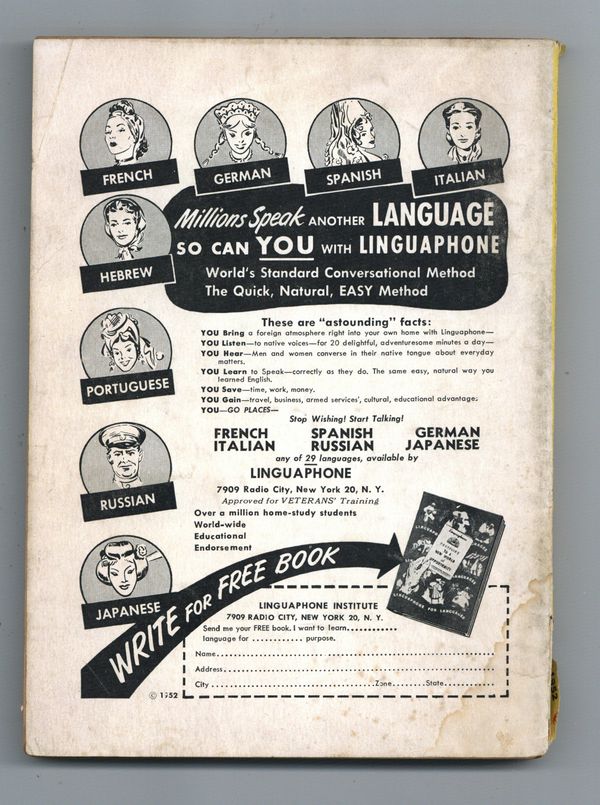 FRENCH
GERMAN
SPANISH
ITALIAN
Millions Speak ANOTHER LANGUAGE
SO CAN YOU WITH LINGUAPHONE
HEBREW
World's Standard Conversational Method
The Quick, Natural, EASY Method
These are "astounding" facts:
YOU Bring a foreign atmosphere right into your own home with Linguaphone—
YOU Listen—to native voices—for 20 delightful, adventuresome minutes a day—
YOU Hear—Men and women converse in their native tongue about everyday
matters.
YOU Learn to Speak—correctly as they do. The same easy, natural way you
learned English.
YOU Save—time, work, money.
YOU Gain—travel, business, armed services', cultural, educational advantage;
YOU—GO PLACES—
PORTUGUESE
Stop Wishing! Start Talking!
FRENCH SPANISH GERMAN
ITALIAN RUSSIAN JAPANESE
any of 29 languages, available by
LINGUAPHONE
7909 Radio City, New York 20, N. Y.
Approved for VETERANS' Training
RUSSIAN
Over a million home-study students
World-wide
Educational
Endorsement
JAPANESE
WRITE FOR FREE BOOK
LINGUAPHONE FOR LANGUAGES
LINGUAPHONE INSTITUTE
7909 RADIO CITY, NEW YORK 20, N. Y.
Send me your FREE book. I want to learn............
language for ............ purpose.
Name............
Address............
City ............Zone.......State............
© 1952